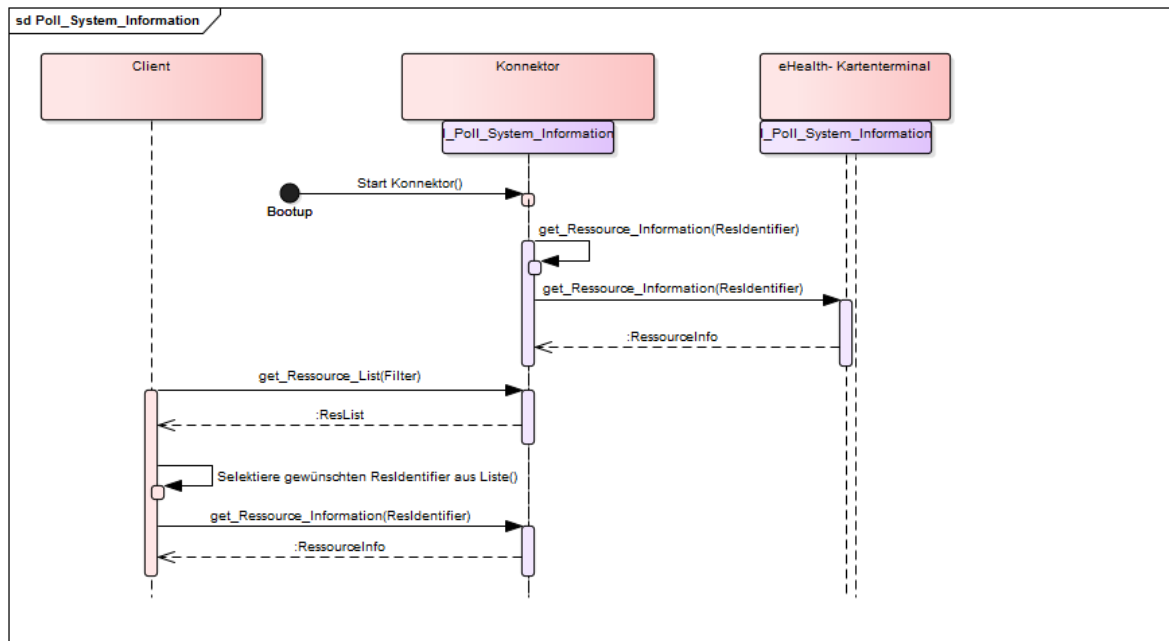 sd Poll_System_Information
Client
Konnektor
eHealth- Kartenterminal
I_Poll_System_Information
I_Poll_System_Information
Start Konnektor()
Bootup
get_Ressource_Information(ResIdentifier)
get_Ressource_Information(ResIdentifier)
:RessourceInfo
get_Ressource_List(Filter)
:ResList
Selektiere gewünschten ResIdentifier aus Liste()
get_Ressource_Information(ResIdentifier)
:RessourceInfo